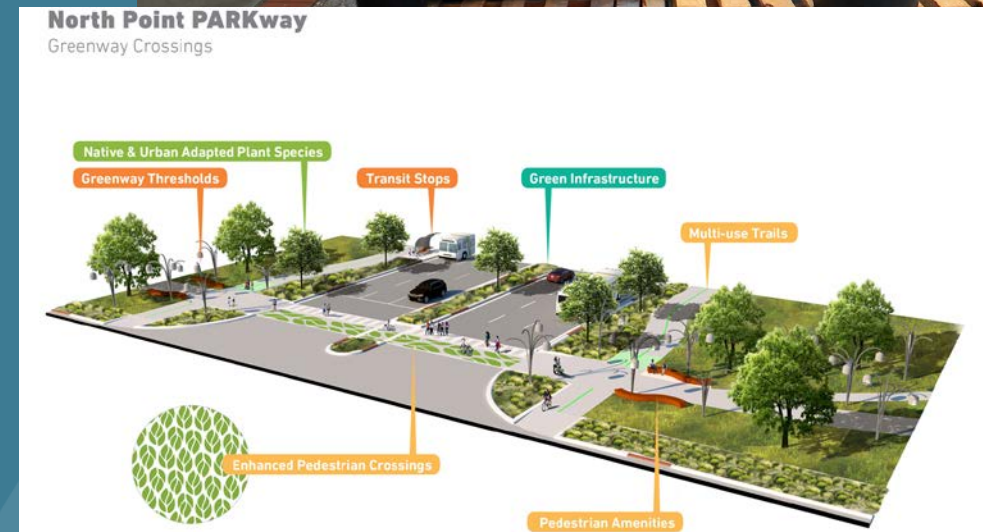 North Point PARKway
Greenway Crossings
Native & Urban Adapted Plant Species
Greenway Thresholds
Transit Stops
Green Infrastructure
Multi-use Trails
Enhanced Pedestrian Crossings
Pedestrian Amenities